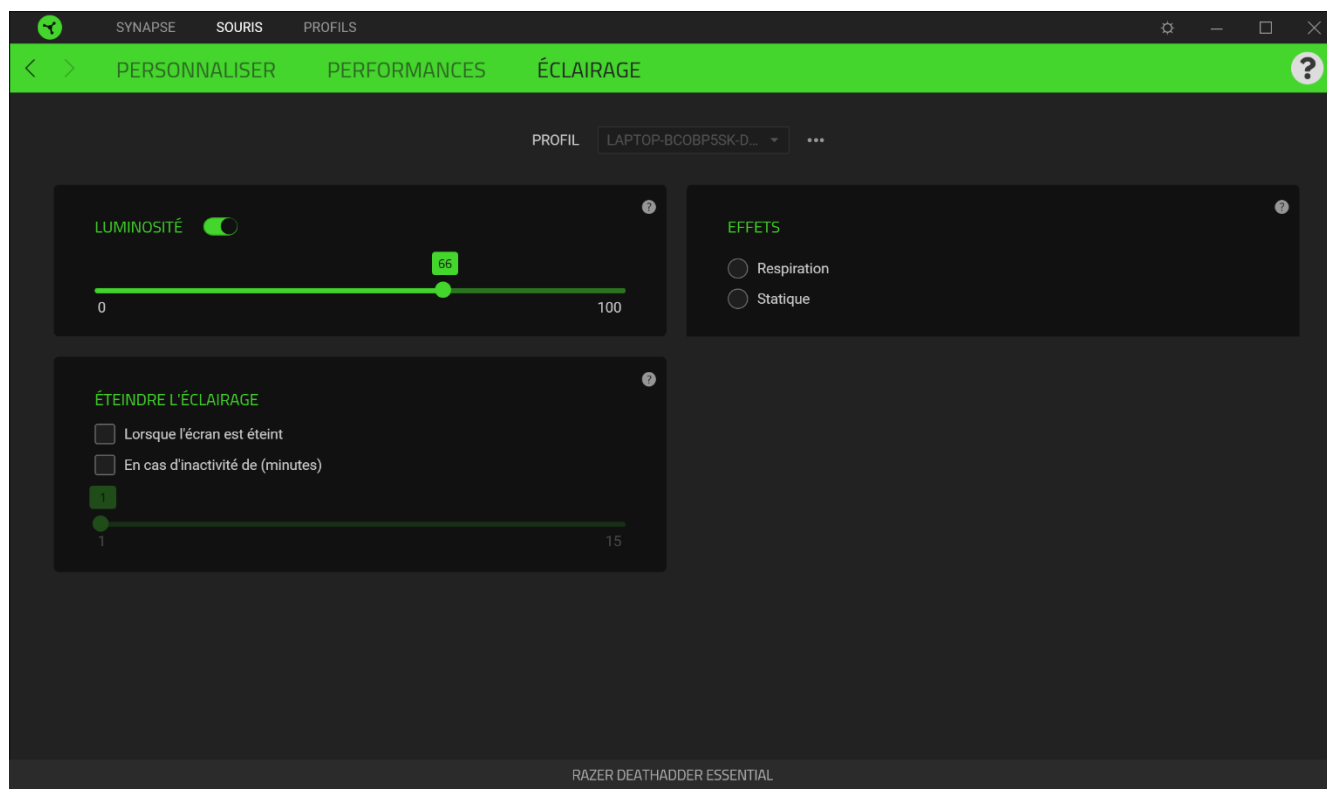 SYNAPSE SOURIS PROFILS
PERSONNALISER PERFORMANCES ÉCLAIRAGE ?
PROFIL LAPTOP-BCOBP5SK-D... •••
LUMINOSITÉ ?
66
0 100
EFFETS ?
Respiration
Statique
ÉTEINDRE L'ÉCLAIRAGE ?
Lorsque l'écran est éteint
En cas d'inactivité de (minutes)
1
1 15
RAZER DEATHADDER ESSENTIAL